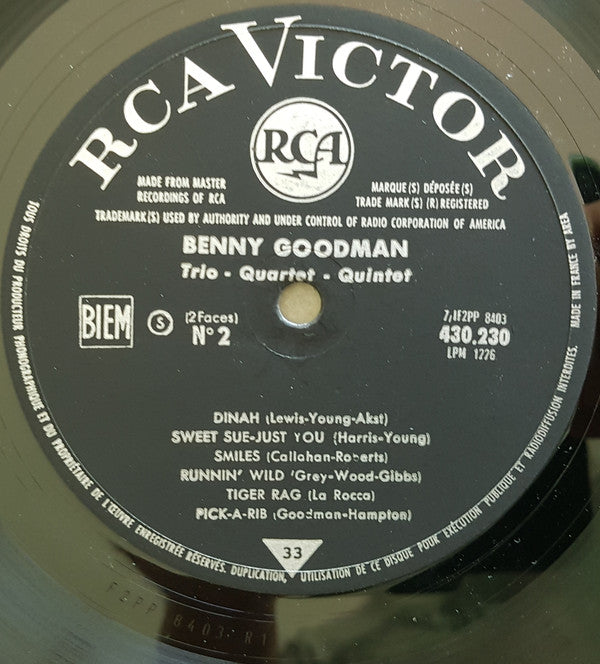 RCA VICTOR
RCA
MADE FROM MASTER
RECORDINGS OF RCA
MARQUE(S) DÉPOSÉE(S)
TRADE MARK(S) (R) REGISTERED
TRADEMARK(S) USED BY AUTHORITY AND UNDER CONTROL OF RADIO CORPORATION OF AMERICA
BENNY GOODMAN
Trio - Quartet - Quintet
BIEM
S
(2 Faces)
N° 2
7,1F2PP 8403
430.230
LPM 1226
DINAH (Lewis-Young-Akst)
SWEET SUE-JUST YOU (Harris-Young)
SMILES (Callahan-Roberts)
RUNNIN' WILD (Grey-Wood-Gibbs)
TIGER RAG (La Rocca)
PICK-A-RIB (Goodman-Hampton)
33
TOUS DROITS DU PRODUCTEUR PHONOGRAPHIQUE ET DU PROPRIÉTAIRE DE L'ŒUVRE ENREGISTRÉE RÉSERVÉS. DUPLICATION, UTILISATION DE CE DISQUE POUR EXÉCUTION PUBLIQUE ET RADIODIFFUSION INTERDITES. MADE IN FRANCE BY AREA
F2PP 8403 R1